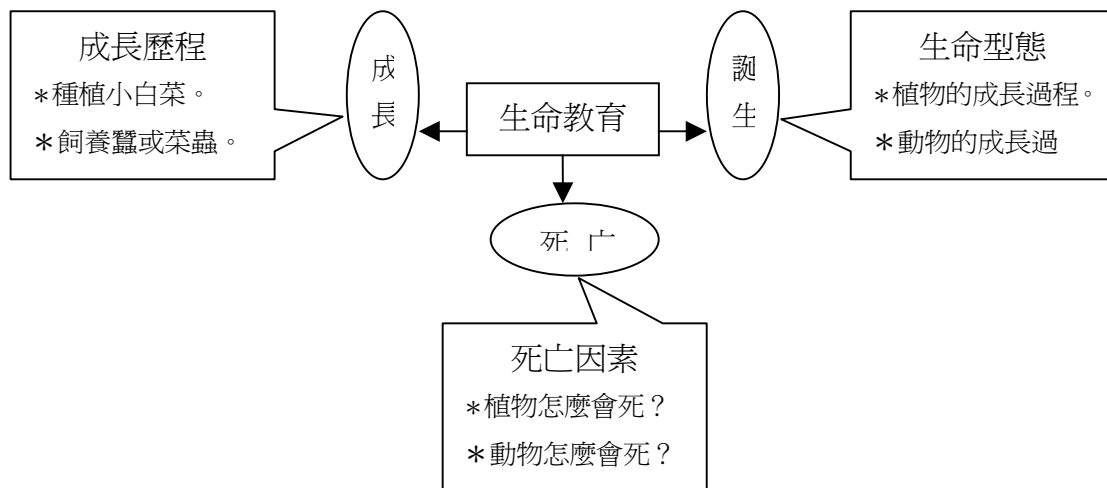 成長歷程
*種植小白菜。
*飼養蠶或菜蟲。
成
長
生命教育
誕
生
生命型態
*植物的成長過程。
*動物的成長過
死 亡
死亡因素
*植物怎麼會死？
*動物怎麼會死？